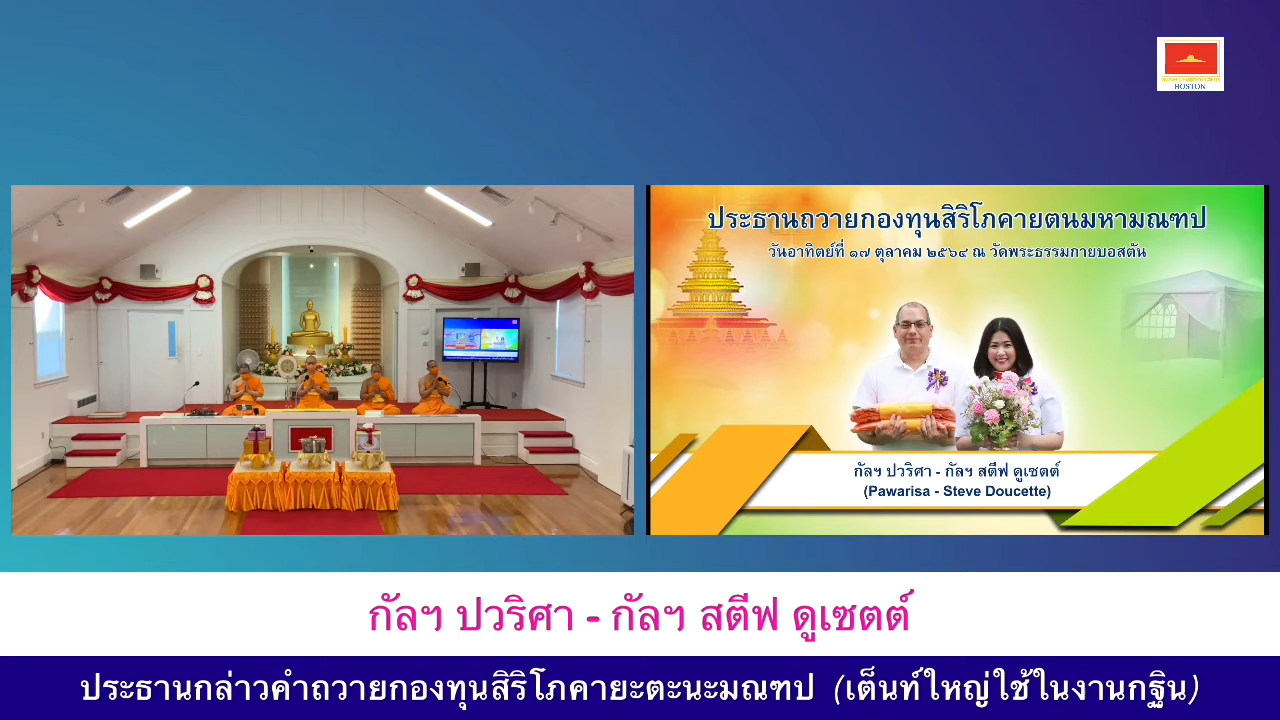 BOSTON
ประธานถวายกองทุนสิริโภคายตนมหามณฑป
วันอาทิตย์ที่ ๑๗ ตุลาคม ๒๕๖๔ ณ วัดพระธรรมกายบอสตัน
กัลฯ ปวริศา - กัลฯ สตีฟ ดูเซตต์
(Pawarisa - Steve Doucette)
กัลฯ ปวริศา - กัลฯ สตีฟ ดูเซตต์
ประธานกล่าวคำถวายกองทุนสิริโภคายะตะนะมณฑป (เต็นท์ใหญ่ใช้ในงานกฐิน)